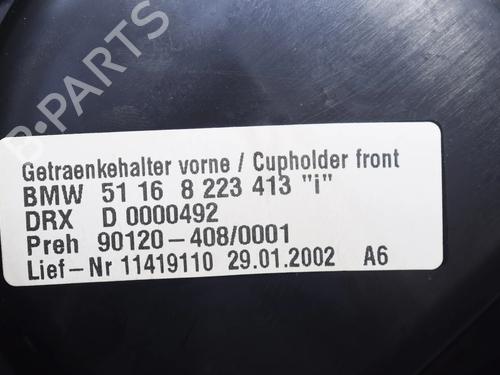 B-PARTS
Getraenkehalter vorne / Cupholder front
BMW 51 16 8 223 413 "i"
DRX D 0000492
Preh 90120-408/0001
Lief-Nr 11419110 29.01.2002 A6